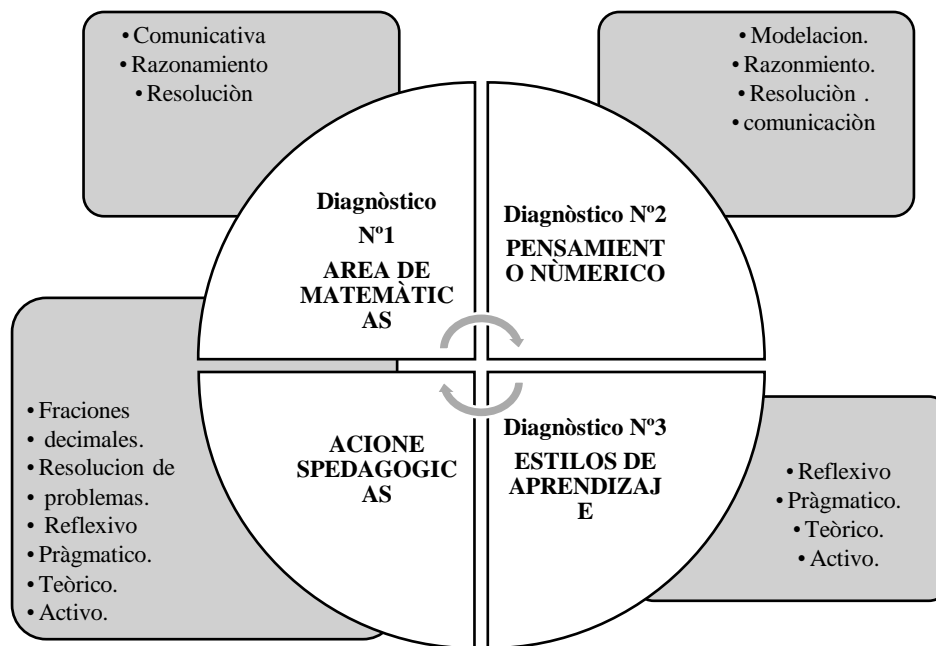 • Comunicativa
• Razonamiento
• Resoluciòn
• Modelacion.
• Razonmiento.
• Resoluciòn .
• comunicaciòn
Diagnòstico
Nº1
AREA DE
MATEMÀTIC
AS
Diagnòstico Nº2
PENSAMIENT
O NÙMERICO
• Fraciones
• decimales.
• Resolucion de
• problemas.
• Reflexivo
• Pràgmatico.
• Teòrico.
• Activo.
ACIONE
SPEDAGOGIC
AS
Diagnòstico Nº3
ESTILOS DE
APRENDIZAJ
E
• Reflexivo
• Pràgmatico.
• Teòrico.
• Activo.